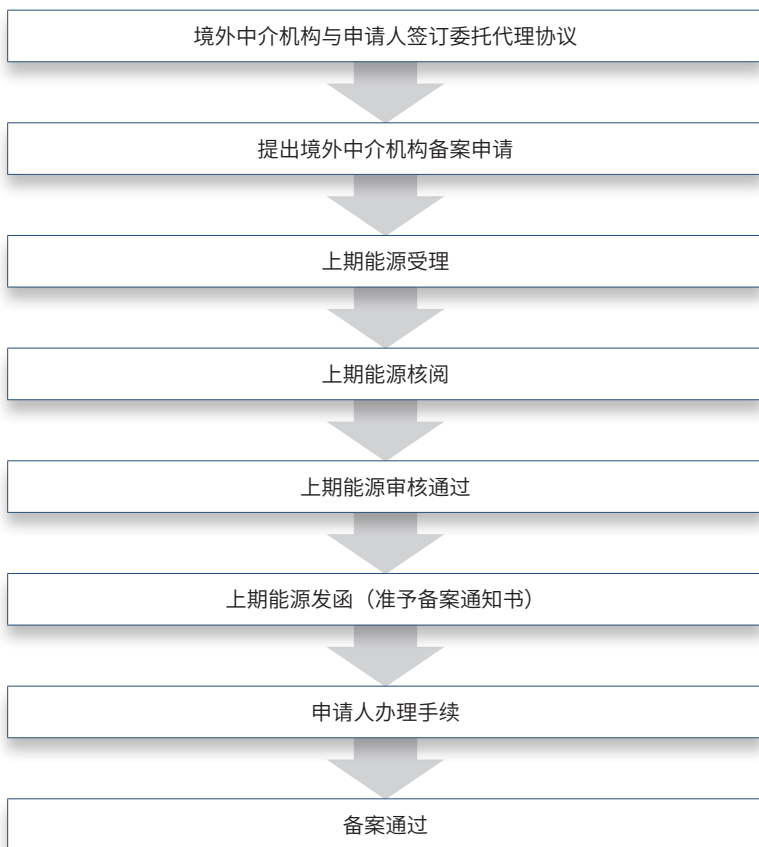 境外中介机构与申请人签订委托代理协议
提出境外中介机构备案申请
上期能源受理
上期能源核阅
上期能源审核通过
上期能源发函（准予备案通知书）
申请人办理手续
备案通过